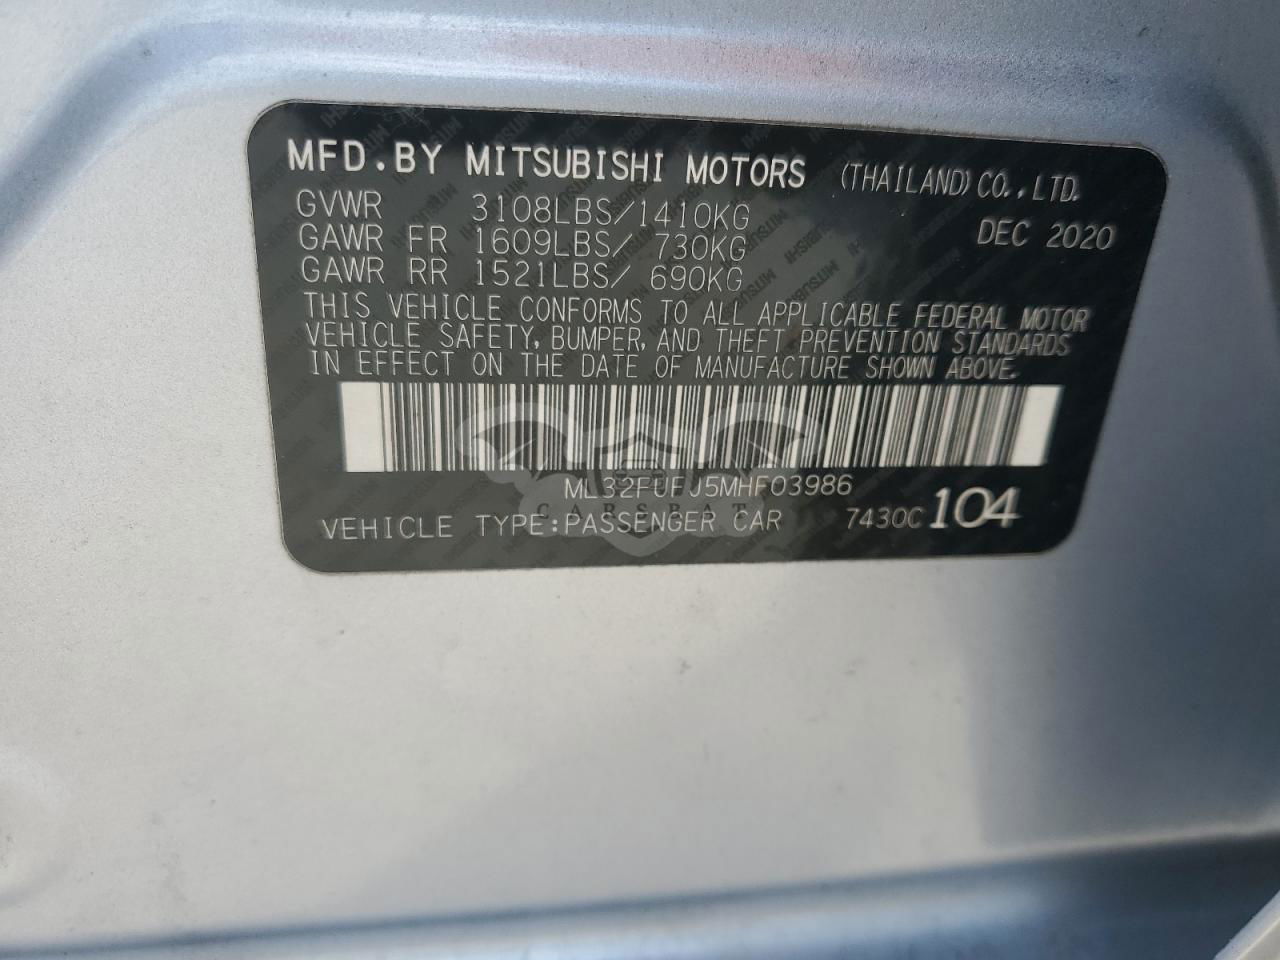 MFD.BY MITSUBISHI MOTORS (THAILAND)CO.,LTD.
GVWR 3108LBS/1410KG DEC 2020
GAWR FR 1609LBS/ 730KG
GAWR RR 1521LBS/ 690KG
THIS VEHICLE CONFORMS TO ALL APPLICABLE FEDERAL MOTOR
VEHICLE SAFETY, BUMPER, AND THEFT PREVENTION STANDARDS
IN EFFECT ON THE DATE OF MANUFACTURE SHOWN ABOVE.
ML32FUFJ5MHF03986
CARSBAT
VEHICLE TYPE:PASSENGER CAR 7430C 104